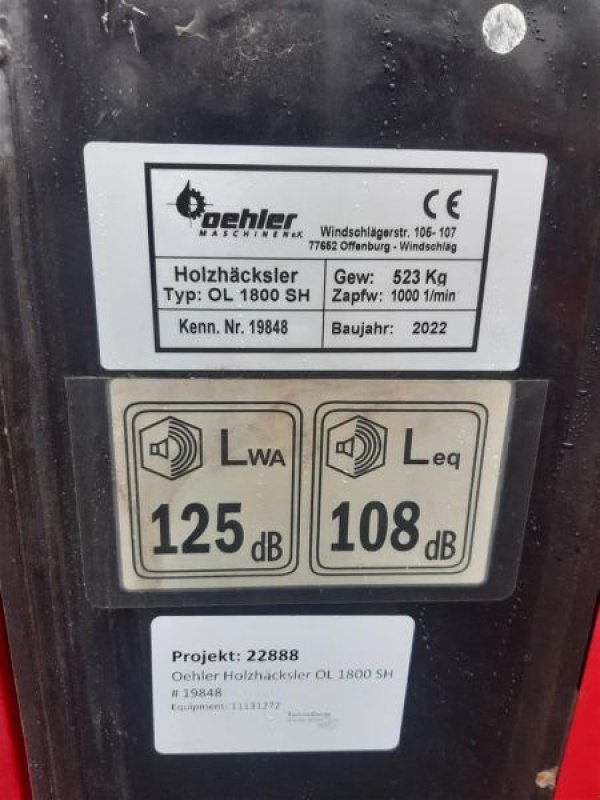 oehler
MASCHINEN e.K.
CE
Windschlägerstr. 105- 107
77652 Offenburg - Windschläg
Holzhäcksler
Typ: OL 1800 SH
Gew: 523 Kg
Zapfw: 1000 1/min
Kenn. Nr. 19848
Baujahr: 2022
LWA
125 dB
Leq
108 dB
Projekt: 22888
Oehler Holzhäcksler OL 1800 SH
# 19848
Equipment: 11131272